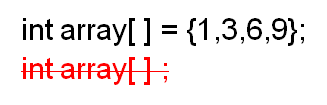 int array[ ] = {1,3,6,9};
int array[ ] ;